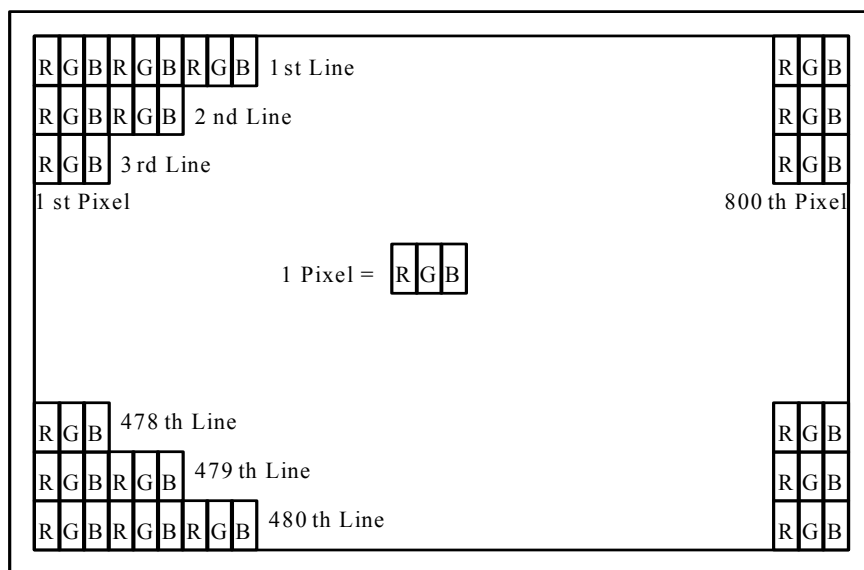 R G B R G B R G B 1 st Line R G B
R G B R G B 2 nd Line R G B
R G B 3 rd Line R G B
1 st Pixel 800 th Pixel
1 Pixel = R G B
R G B 478 th Line R G B
R G B R G B 479 th Line R G B
R G B R G B R G B 480 th Line R G B